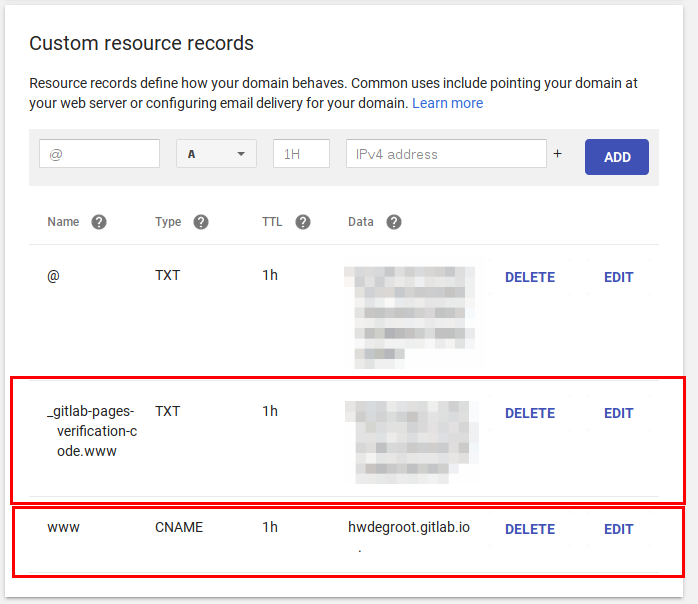 Custom resource records
Resource records define how your domain behaves. Common uses include pointing your domain at
your web server or configuring email delivery for your domain. Learn more
@ A 1H IPv4 address + ADD
Name ? Type ? TTL ? Data ?
@ TXT 1h DELETE EDIT
_gitlab-pages- TXT 1h DELETE EDIT
verification-c
ode.www
www CNAME 1h hwdegroot.gitlab.io DELETE EDIT
.